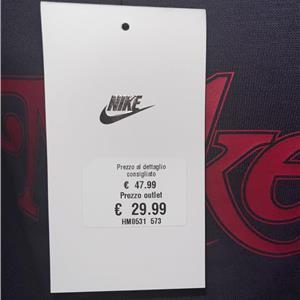 NIKE
Prezzo al dettaglio
consigliato
€ 47.99
Prezzo outlet
€ 29.99
HM0531 573